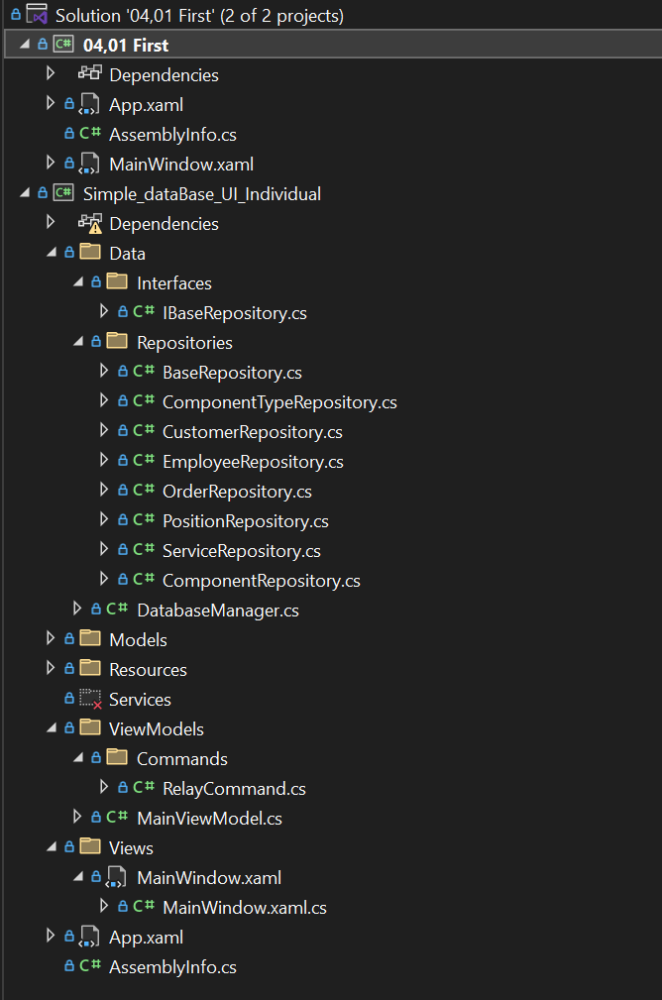 Solution '04,01 First' (2 of 2 projects)
C# 04,01 First
Dependencies
App.xaml
C# AssemblyInfo.cs
MainWindow.xaml
C# Simple_dataBase_UI_Individual
Dependencies
Data
Interfaces
C# IBaseRepository.cs
Repositories
C# BaseRepository.cs
C# ComponentTypeRepository.cs
C# CustomerRepository.cs
C# EmployeeRepository.cs
C# OrderRepository.cs
C# PositionRepository.cs
C# ServiceRepository.cs
C# ComponentRepository.cs
C# DatabaseManager.cs
Models
Resources
Services
ViewModels
Commands
C# RelayCommand.cs
C# MainViewModel.cs
Views
MainWindow.xaml
C# MainWindow.xaml.cs
App.xaml
C# AssemblyInfo.cs